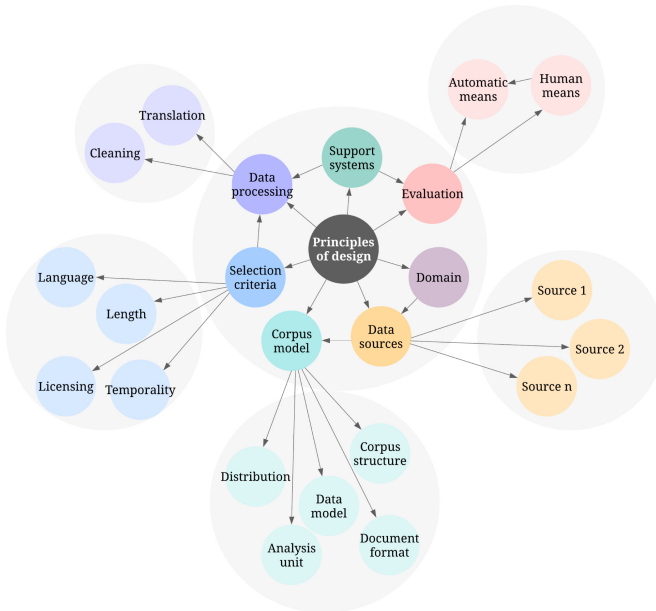 Automatic
means
Human
means
Translation
Cleaning
Support
systems
Data
processing
Evaluation
Principles
of design
Language
Selection
criteria
Domain
Length
Source 1
Corpus
model
Data
sources
Source 2
Licensing
Temporality
Source n
Corpus
structure
Distribution
Data
model
Analysis
unit
Document
format